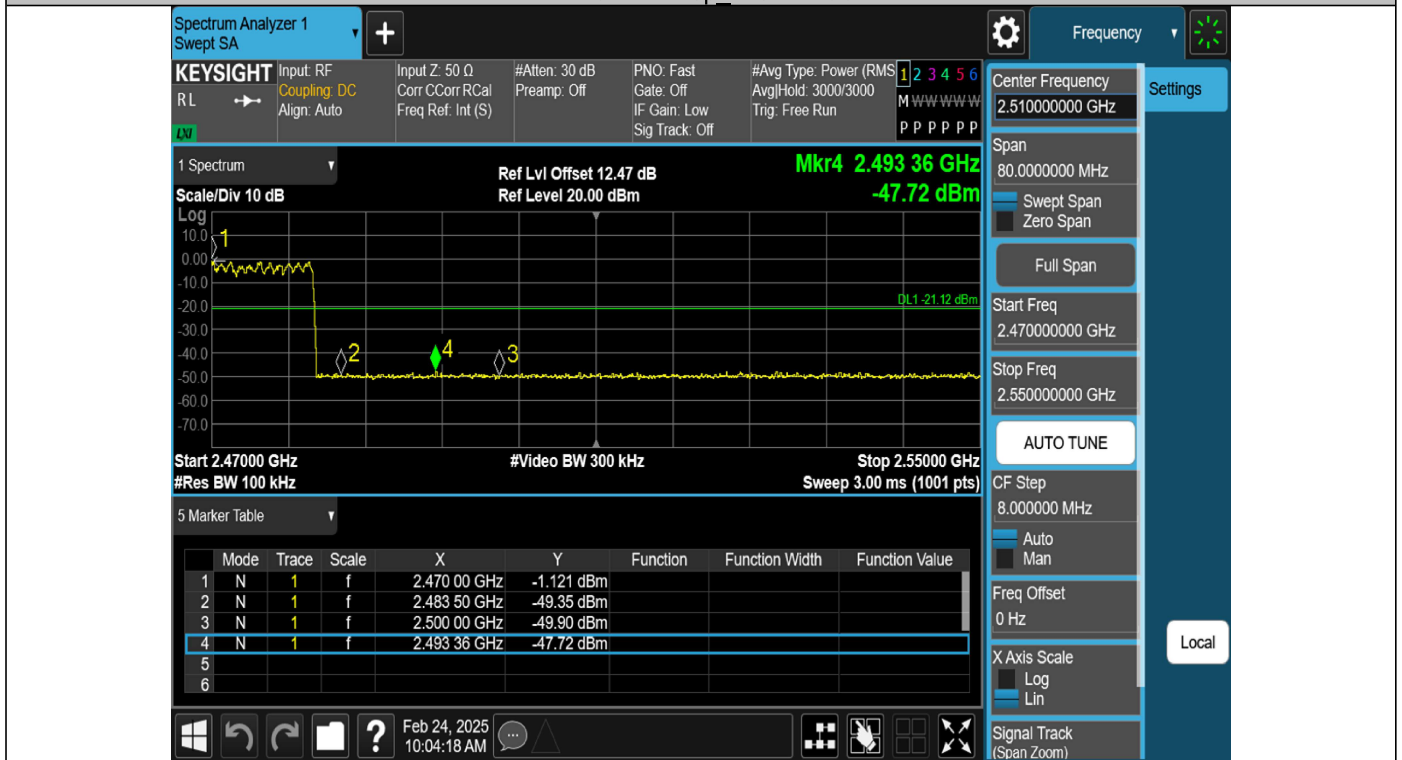 Spectrum Analyzer 1
Swept SA
Frequency
KEYSIGHT
RL
LXI
Input: RF
Coupling: DC
Align: Auto
Input Z: 50 Ω
Corr CCorr RCal
Freq Ref: Int (S)
#Atten: 30 dB
Preamp: Off
PNO: Fast
Gate: Off
IF Gain: Low
Sig Track: Off
#Avg Type: Power (RMS
Avg|Hold: 3000/3000
Trig: Free Run
1 2 3 4 5 6
M W W W W W
P P P P P P
1 Spectrum
Scale/Div 10 dB
Ref Lvl Offset 12.47 dB
Ref Level 20.00 dBm
Mkr4 2.493 36 GHz
-47.72 dBm
Log
10.0
0.00
-10.0
-20.0
-30.0
-40.0
-50.0
-60.0
-70.0
1
2
4
3
DL1 -21.12 dBm
Start 2.47000 GHz
#Video BW 300 kHz
Stop 2.55000 GHz
#Res BW 100 kHz
Sweep 3.00 ms (1001 pts)
5 Marker Table
Mode Trace Scale X Y Function Function Width Function Value
1 N 1 f 2.470 00 GHz -1.121 dBm
2 N 1 f 2.483 50 GHz -49.35 dBm
3 N 1 f 2.500 00 GHz -49.90 dBm
4 N 1 f 2.493 36 GHz -47.72 dBm
5
6
Feb 24, 2025
10:04:18 AM
Center Frequency
2.510000000 GHz
Span
80.0000000 MHz
Swept Span
Zero Span
Full Span
Start Freq
2.470000000 GHz
Stop Freq
2.550000000 GHz
AUTO TUNE
CF Step
8.000000 MHz
Auto
Man
Freq Offset
0 Hz
X Axis Scale
Log
Lin
Signal Track
(Span Zoom)
Settings
Local